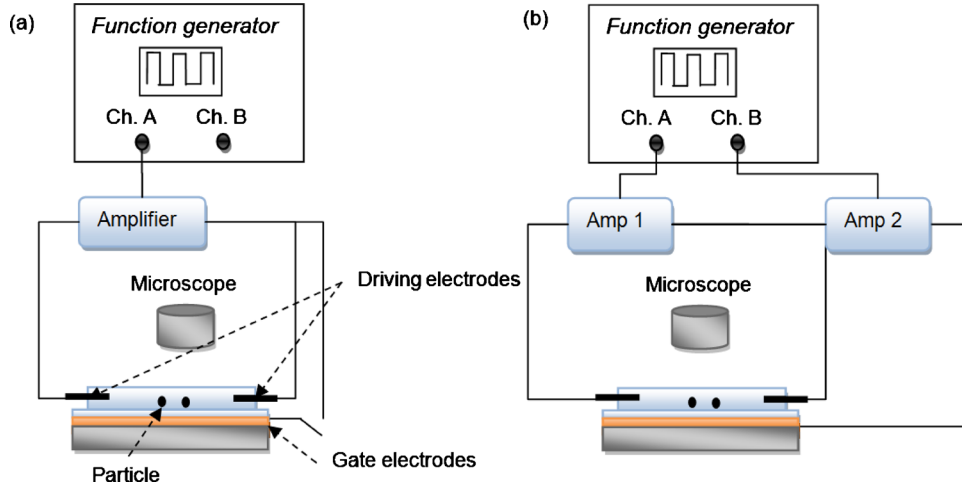 (a)
Function generator
Ch. A
Ch. B
Amplifier
Microscope
Driving electrodes
Particle
Gate electrodes
(b)
Function generator
Ch. A
Ch. B
Amp 1
Amp 2
Microscope